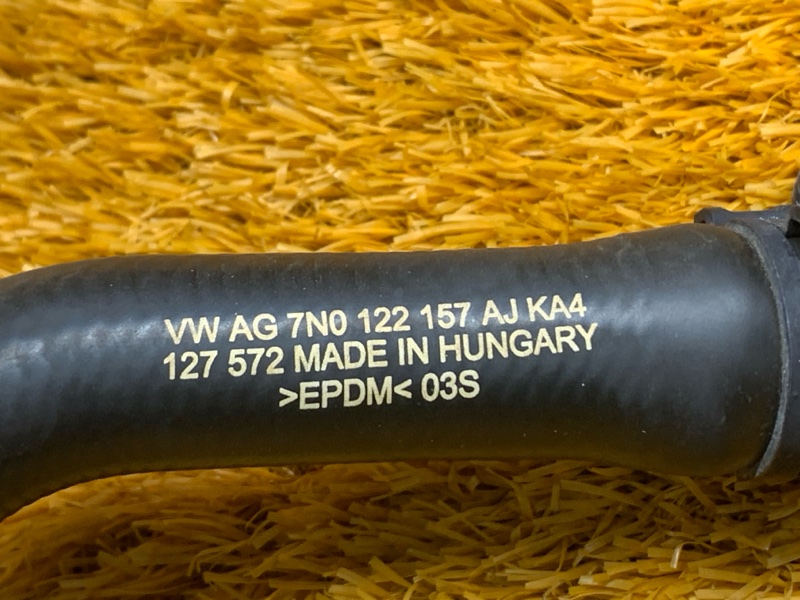 VW AG 7N0 122 157 AJ KA4
127 572 MADE IN HUNGARY
>EPDM< 03S